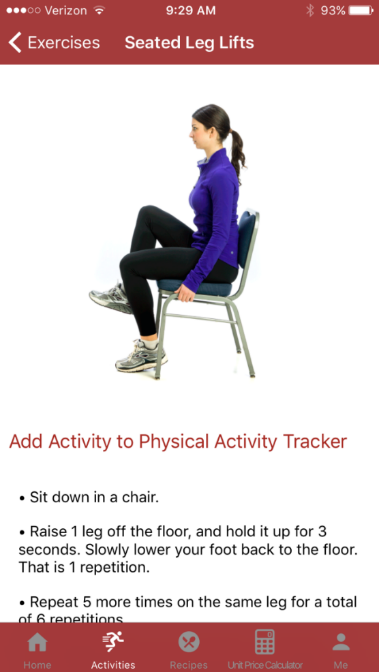 Verizon 9:29 AM 93%
Exercises Seated Leg Lifts
Add Activity to Physical Activity Tracker
• Sit down in a chair.
• Raise 1 leg off the floor, and hold it up for 3
seconds. Slowly lower your foot back to the floor.
That is 1 repetition.
• Repeat 5 more times on the same leg for a total
of 6 repetitions
Home Activities Recipes Unit Price Calculator Me